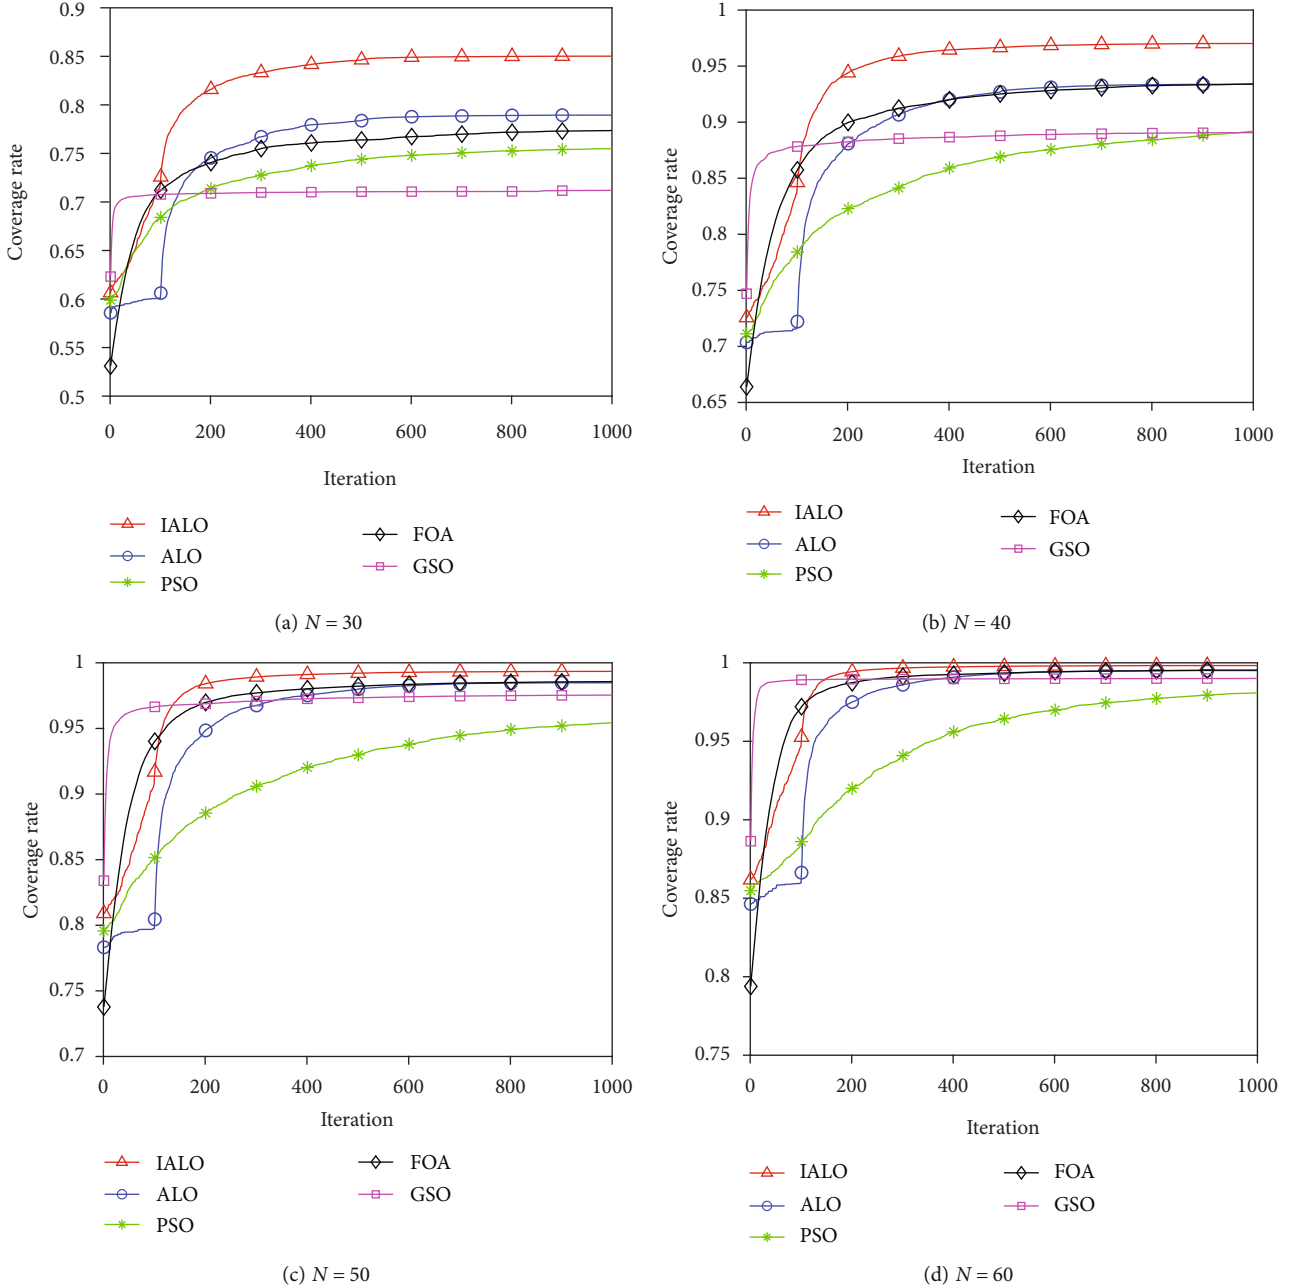 0.9
0.85
0.8
0.75
0.7
0.65
0.6
0.55
0.5
Coverage rate
0 200 400 600 800 1000
Iteration
IALO
ALO
PSO
FOA
GSO
(a) N = 30
1
0.95
0.9
0.85
0.8
0.75
0.7
0.65
Coverage rate
0 200 400 600 800 1000
Iteration
IALO
ALO
PSO
FOA
GSO
(b) N = 40
1
0.95
0.9
0.85
0.8
0.75
0.7
Coverage rate
0 200 400 600 800 1000
Iteration
IALO
ALO
PSO
FOA
GSO
(c) N = 50
1
0.95
0.9
0.85
0.8
0.75
Coverage rate
0 200 400 600 800 1000
Iteration
IALO
ALO
PSO
FOA
GSO
(d) N = 60